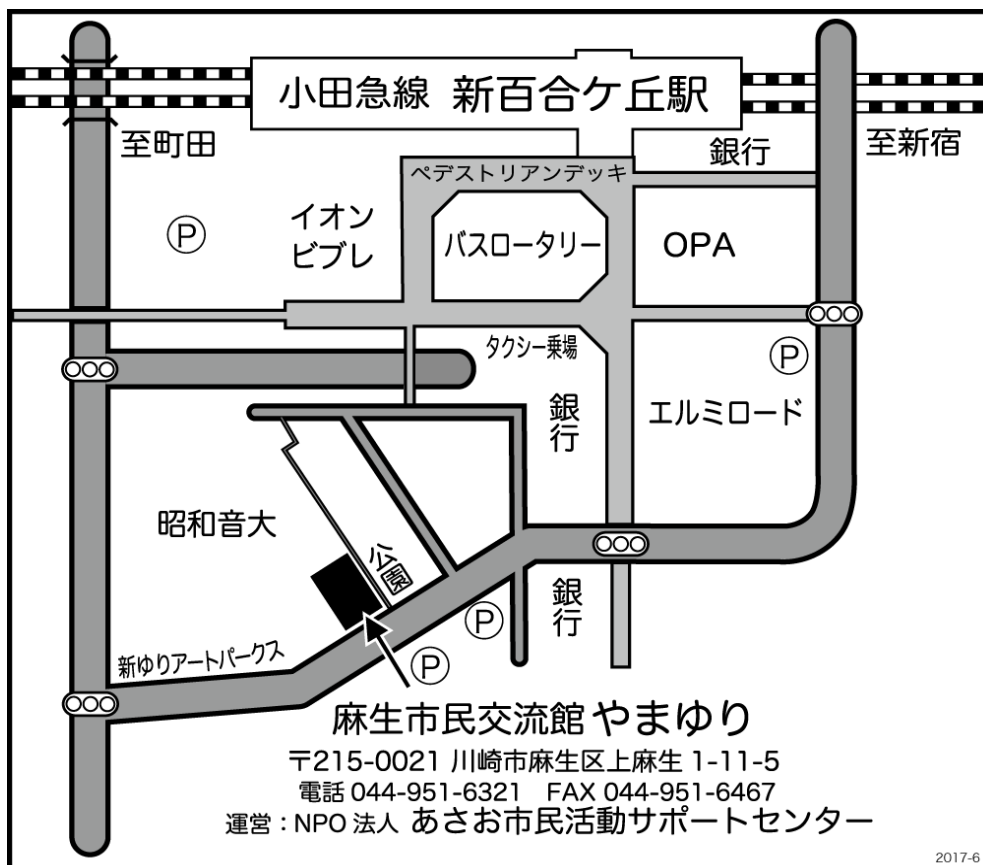 小田急線 新百合ケ丘駅
至町田
銀行
至新宿
ペデストリアンデッキ
Ⓟ
イオン
ビブレ
バスロータリー
OPA
タクシー乗場
Ⓟ
銀行
エルミロード
昭和音大
公園
銀行
Ⓟ
新ゆりアートパークス
Ⓟ
麻生市民交流館 やまゆり
〒215-0021 川崎市麻生区上麻生 1-11-5
電話 044-951-6321 FAX 044-951-6467
運営：NPO 法人 あさお市民活動サポートセンター
2017-6